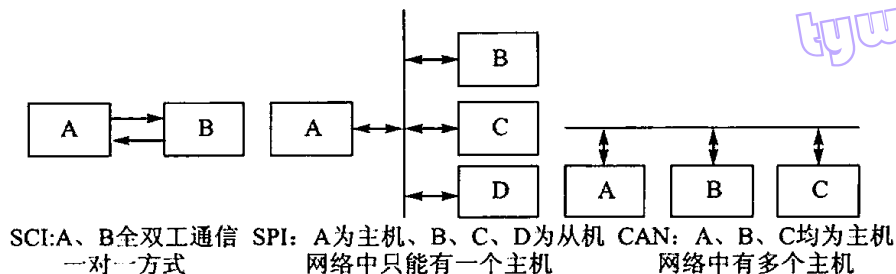 tyw
B
A
B
A
C
D
A
B
C
SCI:A、B全双工通信
一对一方式
SPI：A为主机、B、C、D为从机
网络中只能有一个主机
CAN：A、B、C均为主机
网络中有多个主机